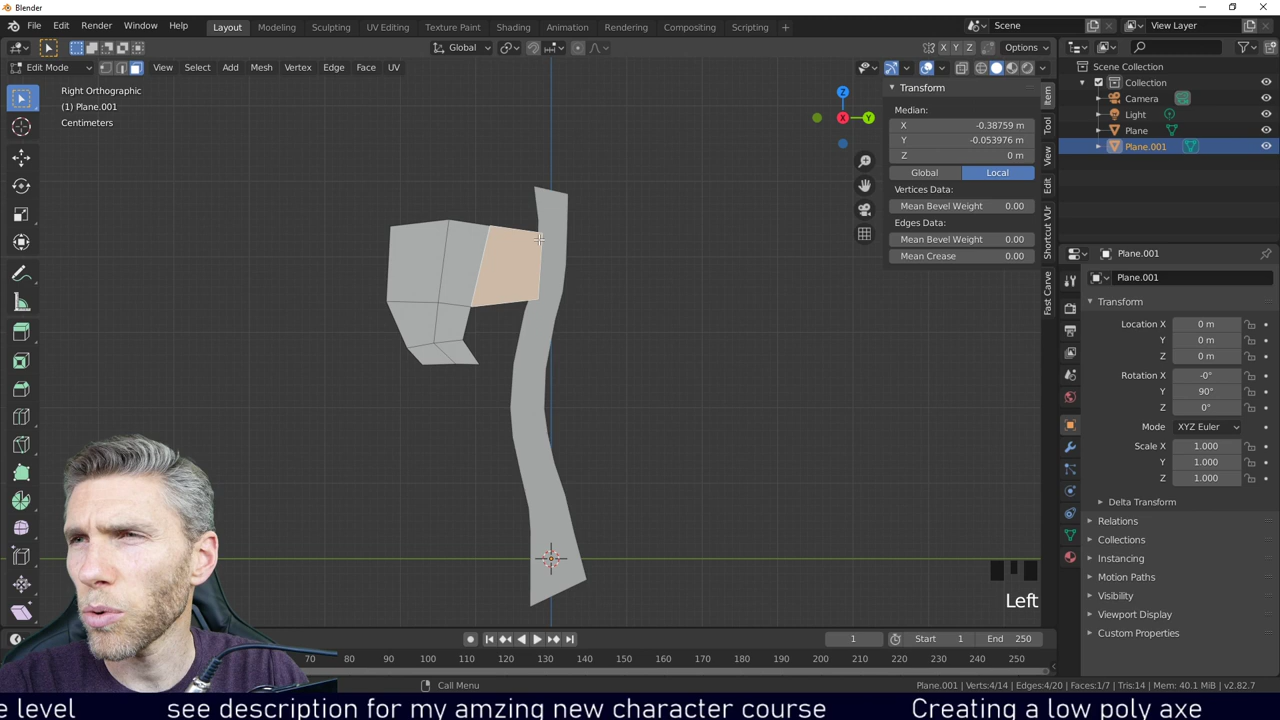 Blender
File Edit Render Window Help Layout Modeling Sculpting UV Editing Texture Paint Shading Animation Rendering Compositing Scripting + Scene View Layer
Global X Y Z Options
Edit Mode View Select Add Mesh Vertex Edge Face UV
Right Orthographic
(1) Plane.001
Centimeters
Z
X Y
Transform
Median:
X -0.38759 m
Y -0.053976 m
Z 0 m
Global Local
Vertices Data:
Mean Bevel Weight 0.00
Edges Data:
Mean Bevel Weight 0.00
Mean Crease 0.00
Item
Tool
View
Edit
Shortcut VUr
Fast Carve
Scene Collection
Collection
Camera
Light
Plane
Plane.001
Plane.001
Plane.001
Transform
Location X 0 m
Y 0 m
Z 0 m
Rotation X -0°
Y 90°
Z 0°
Mode XYZ Euler
Scale X 1.000
Y 1.000
Z 1.000
Delta Transform
Relations
Collections
Instancing
Motion Paths
Visibility
Viewport Display
Custom Properties
Left
1 Start 1 End 250
70 80 90 100 110 120 130 140 150 160 170 180 190 200 210 220 230 240 250
Call Menu
Plane.001 | Verts:4/14 | Edges:4/20 | Faces:1/7 | Tris:14 | Mem: 40.1 MiB | v2.82.7
e level see description for my amzing new character course Creating a low poly axe